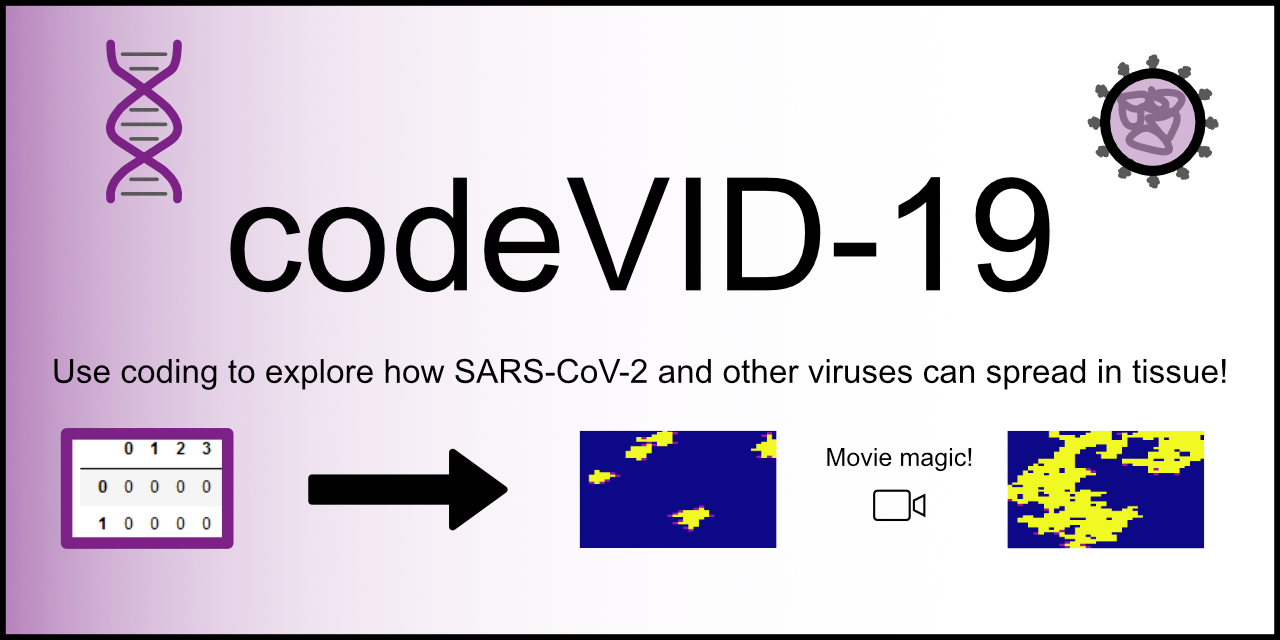 codeVID-19
Use coding to explore how SARS-CoV-2 and other viruses can spread in tissue!
0 1 2 3
0 0 0 0 0
1 0 0 0 0
Movie magic!